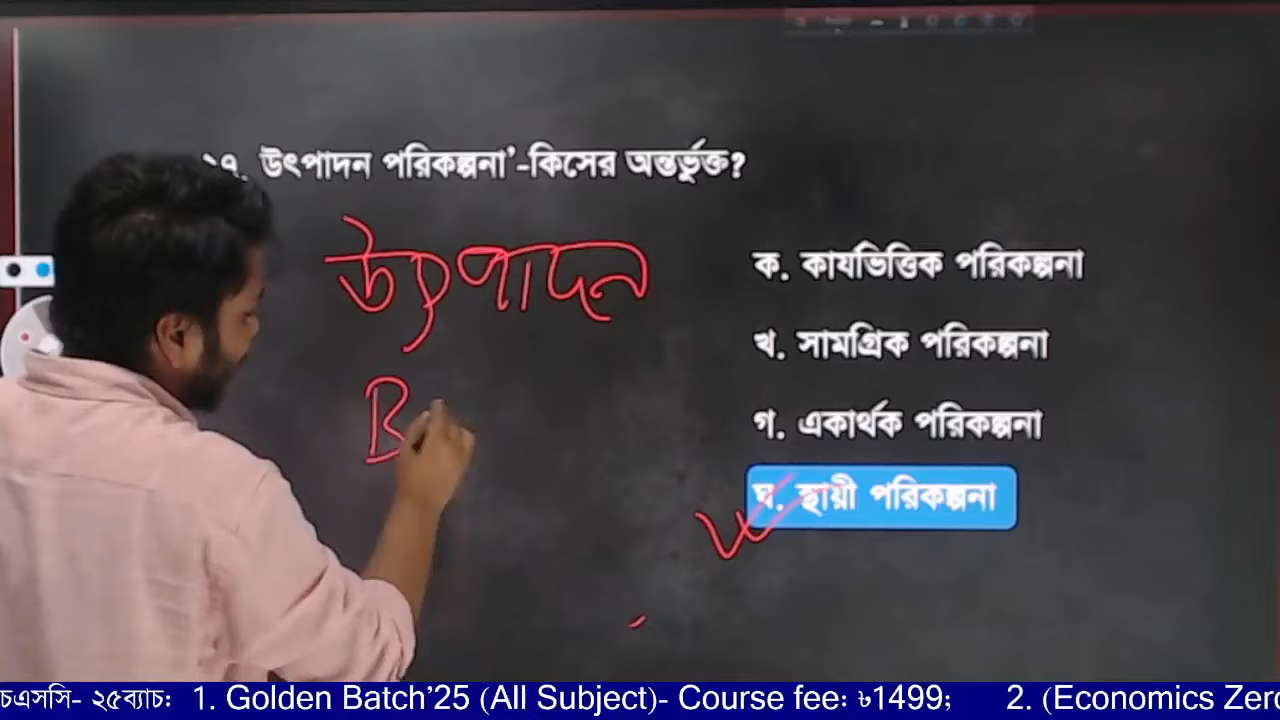 ৭. উৎপাদন পরিকল্পনা’-কিসের অন্তর্ভুক্ত?
উৎপাদন
ক. কার্যভিত্তিক পরিকল্পনা
খ. সামগ্রিক পরিকল্পনা
গ. একার্থক পরিকল্পনা
B
ঘ. স্থায়ী পরিকল্পনা
চএসসি- ২৫ব্যাচ: 1. Golden Batch’25 (All Subject)- Course fee: ৳1499; 2. (Economics Zero